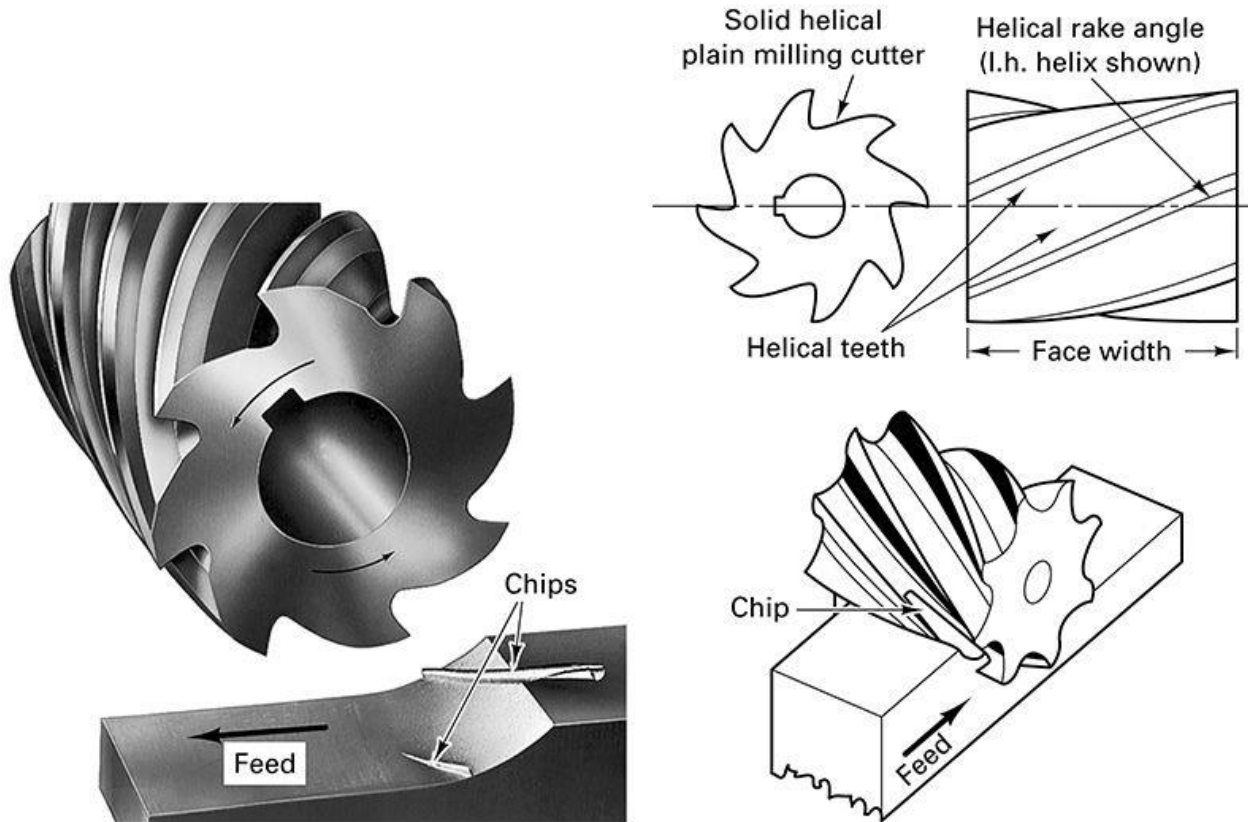 Solid helical
plain milling cutter
Helical rake angle
(l.h. helix shown)
Helical teeth
Face width
Chips
Feed
Chip
Feed